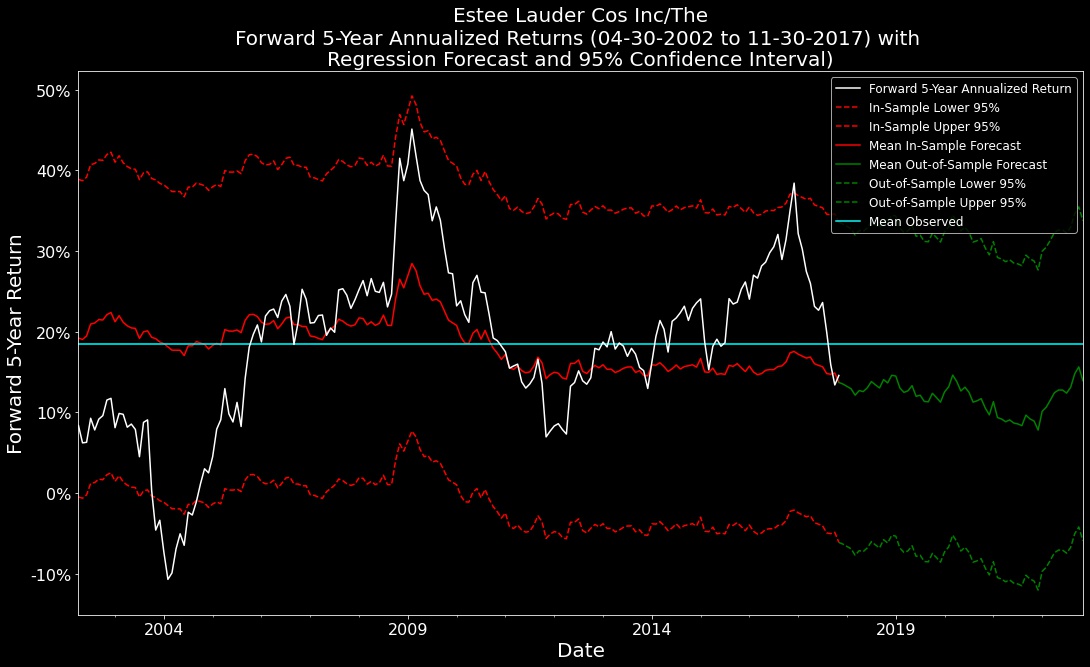 Estee Lauder Cos Inc/The
Forward 5-Year Annualized Returns (04-30-2002 to 11-30-2017) with
Regression Forecast and 95% Confidence Interval)
Forward 5-Year Annualized Return
In-Sample Lower 95%
In-Sample Upper 95%
Mean In-Sample Forecast
Mean Out-of-Sample Forecast
Out-of-Sample Lower 95%
Out-of-Sample Upper 95%
Mean Observed
Forward 5-Year Return
50%
40%
30%
20%
10%
0%
-10%
2004
2009
2014
2019
Date